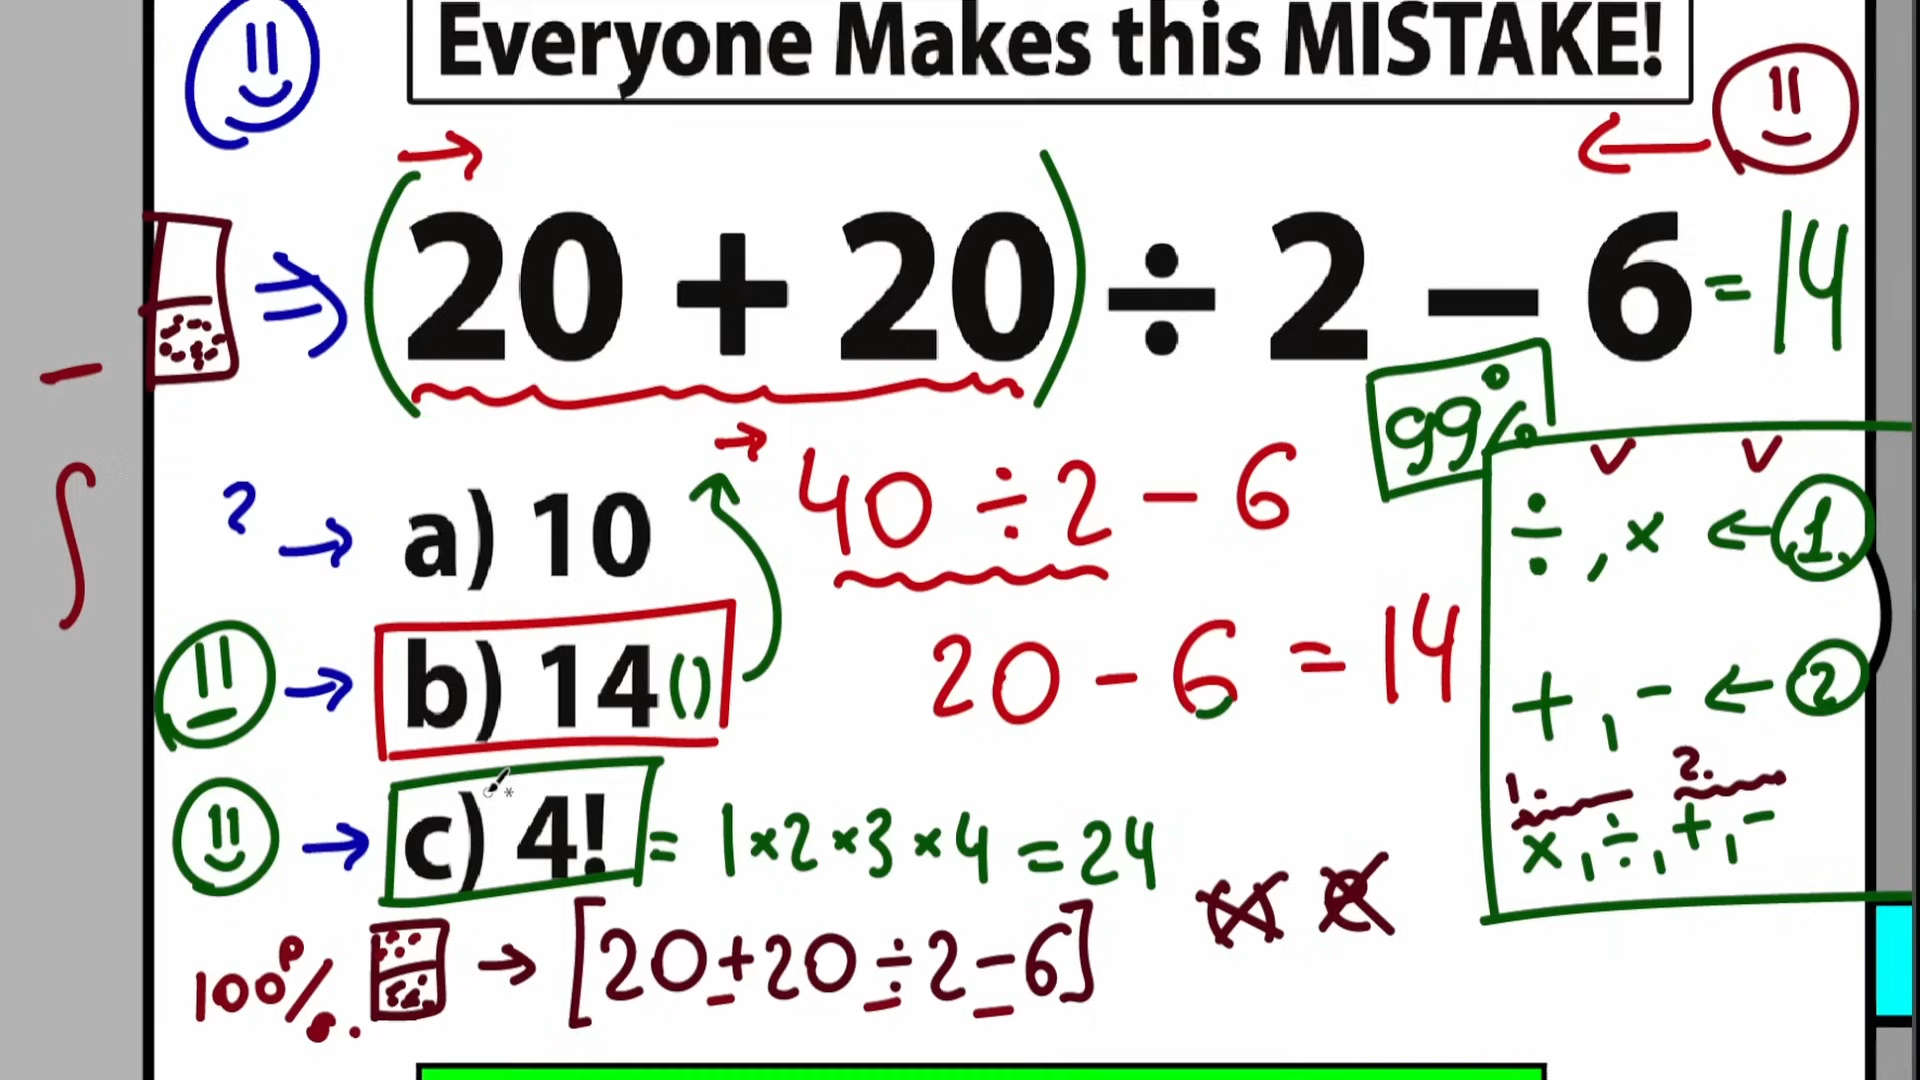 Everyone Makes this MISTAKE!
(20 + 20) ÷ 2 – 6 = 14
99%
40 ÷ 2 - 6
? → a) 10
÷, × ← 1.
→ b) 14 ()
20 - 6 = 14
+, - ← 2
1. 2.
×, ÷, +, -
→ c) 4! = 1×2×3×4 = 24
100%. → [20+20÷2-6]